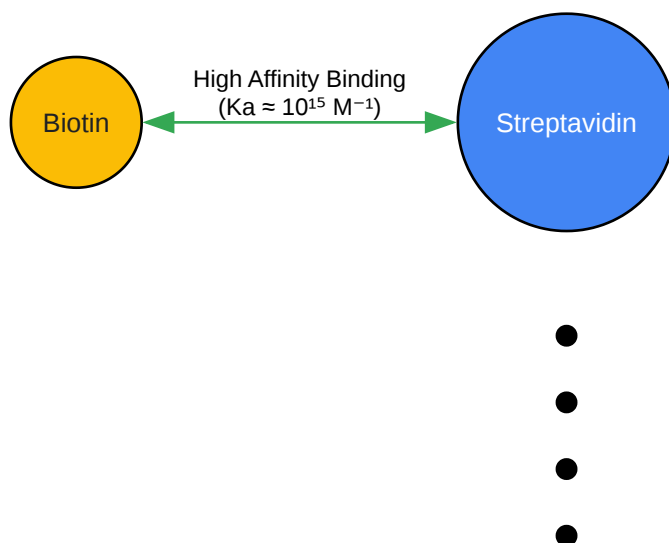 High Affinity Binding
(Ka ≈ 10¹⁵ M⁻¹)
Biotin
Streptavidin